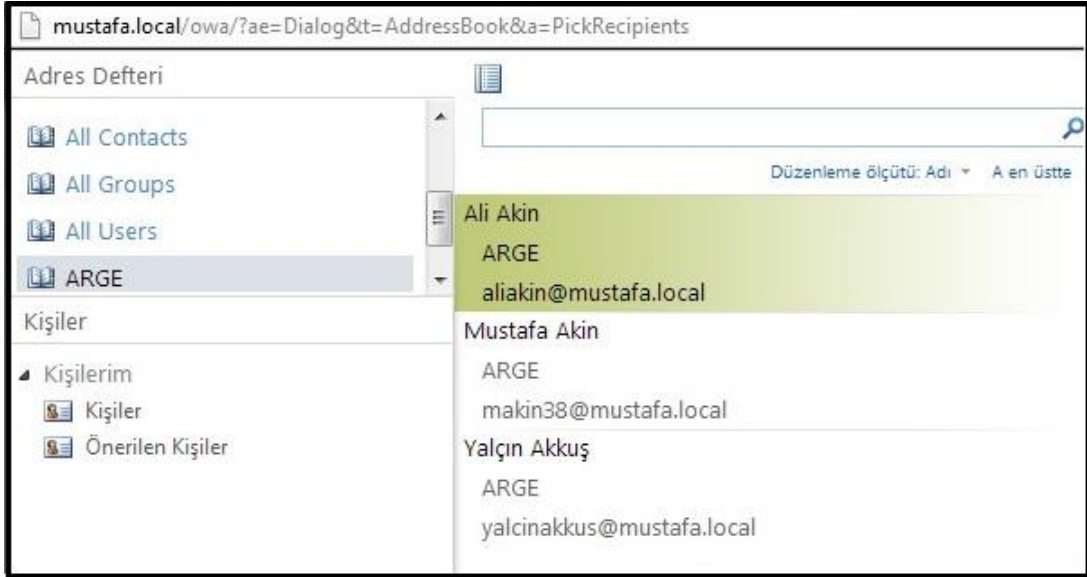 mustafa.local/owa/?ae=Dialog&t=AddressBook&a=PickRecipients
Adres Defteri
All Contacts
All Groups
All Users
ARGE
Kişiler
Kişilerim
Kişiler
Önerilen Kişiler
Düzenleme ölçütü: Adı A en üstte
Ali Akin
ARGE
aliakin@mustafa.local
Mustafa Akin
ARGE
makin38@mustafa.local
Yalçın Akkuş
ARGE
yalcinakkus@mustafa.local